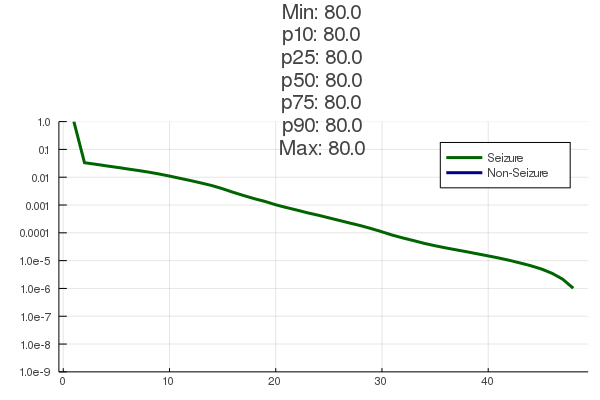 Min: 80.0
p10: 80.0
p25: 80.0
p50: 80.0
p75: 80.0
p90: 80.0
Max: 80.0
1.0
01
0.01
0.001
0.0001
1.0e-5
1.0e-6
1.0e-7
1.0e-8
1.0e-9
0 10 20 30 40
Seizure
Non-Seizure